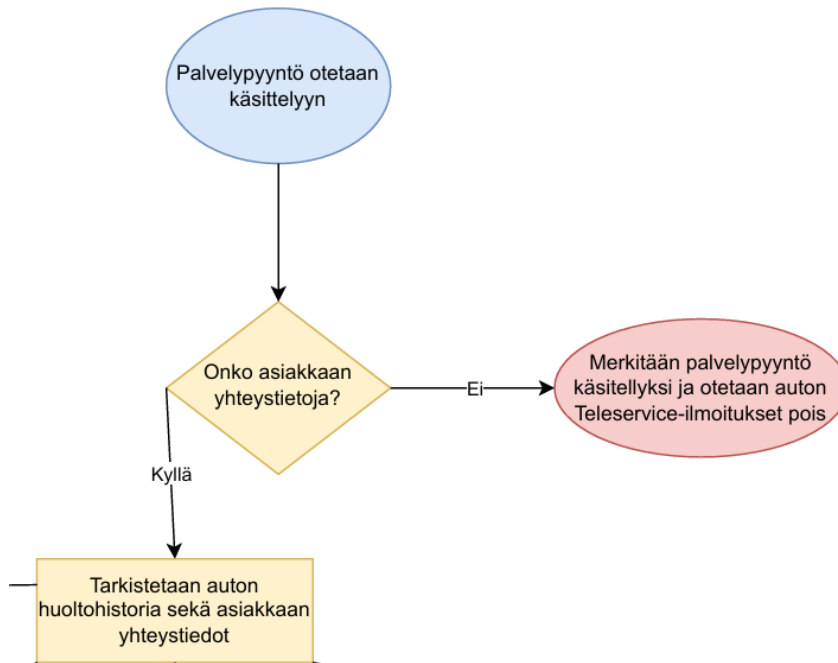 Palvelypyyntö otetaan
käsittelyyn
Onko asiakkaan
yhteystietoja?
Ei
Merkitään palvelypyyntö
käsitellyksi ja otetaan auton
Teleservice-ilmoitukset pois
Kyllä
Tarkistetaan auton
huoltohistoria sekä asiakkaan
yhteystiedot